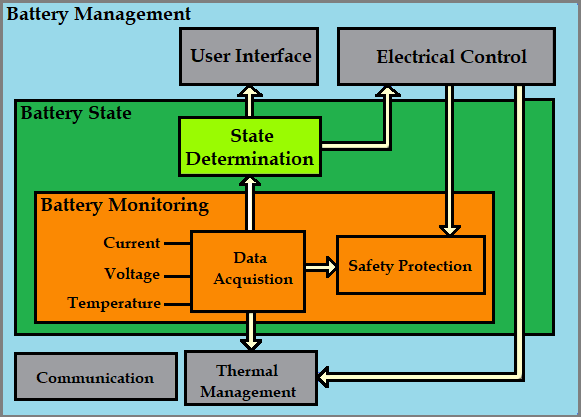 Battery Management
User Interface
Electrical Control
Battery State
State
Determination
Battery Monitoring
Current
Voltage
Temperature
Data
Acquistion
Safety Protection
Communication
Thermal
Management